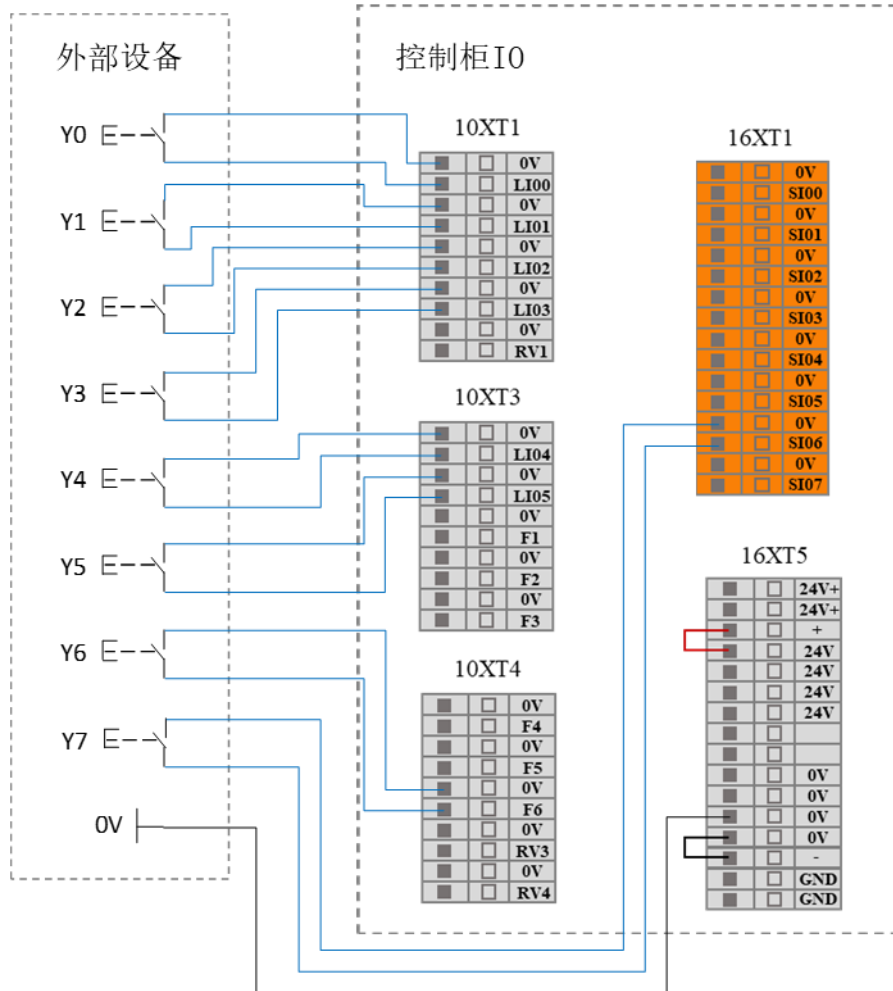 外部设备
控制柜IO
Y0
Y1
Y2
Y3
Y4
Y5
Y6
Y7
0V
10XT1
0V
LI00
0V
LI01
0V
LI02
0V
LI03
0V
RV1
10XT3
0V
LI04
0V
LI05
0V
F1
0V
F2
0V
F3
10XT4
0V
F4
0V
F5
0V
F6
0V
RV3
0V
RV4
16XT1
0V
SI00
0V
SI01
0V
SI02
0V
SI03
0V
SI04
0V
SI05
0V
SI06
0V
SI07
16XT5
24V+
24V+
+
24V
24V
24V
24V
0V
0V
0V
0V
-
GND
GND